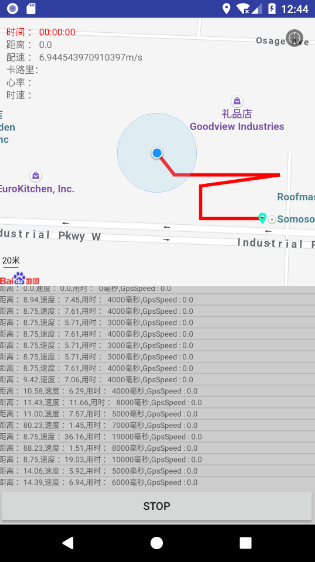 12:44
时间： 00:00:00
距离： 0.0
配速： 6.944543970910397m/s
卡路里:
心率 :
时速 :
Osage Ave
礼品店
Goodview Industries
店
den
nc
EuroKitchen, Inc.
Roofmas
Somoso
dustrial Pkwy W
Industrial P
20米
Bai 地图
距离： 0.0,速度： 0.0,用时： 0毫秒,GpsSpeed : 0.0
距离： 8.94,速度： 7.45,用时： 4000毫秒,GpsSpeed : 0.0
距离： 8.75,速度： 7.61,用时： 4000毫秒,GpsSpeed : 0.0
距离： 8.75,速度： 5.71,用时： 3000毫秒,GpsSpeed : 0.0
距离： 8.75,速度： 7.61,用时： 4000毫秒,GpsSpeed : 0.0
距离： 8.75,速度： 5.71,用时： 3000毫秒,GpsSpeed : 0.0
距离： 8.75,速度： 5.71,用时： 3000毫秒,GpsSpeed : 0.0
距离： 8.75,速度： 7.61,用时： 4000毫秒,GpsSpeed : 0.0
距离： 9.42,速度： 7.06,用时： 4000毫秒,GpsSpeed : 0.0
距离： 10.58,速度： 6.29,用时： 4000毫秒,GpsSpeed : 0.0
距离： 11.43,速度： 11.66,用时： 8000毫秒,GpsSpeed : 0.0
距离： 11.00,速度： 7.57,用时： 5000毫秒,GpsSpeed : 0.0
距离： 80.23,速度： 1.45,用时： 7000毫秒,GpsSpeed : 0.0
距离： 8.75,速度： 36.16,用时： 19000毫秒,GpsSpeed : 0.0
距离： 88.23,速度： 1.51,用时： 8000毫秒,GpsSpeed : 0.0
距离： 8.75,速度： 19.03,用时： 10000毫秒,GpsSpeed : 0.0
距离： 14.06,速度： 5.92,用时： 5000毫秒,GpsSpeed : 0.0
距离： 14.39,速度： 6.94,用时： 6000毫秒,GpsSpeed : 0.0
STOP